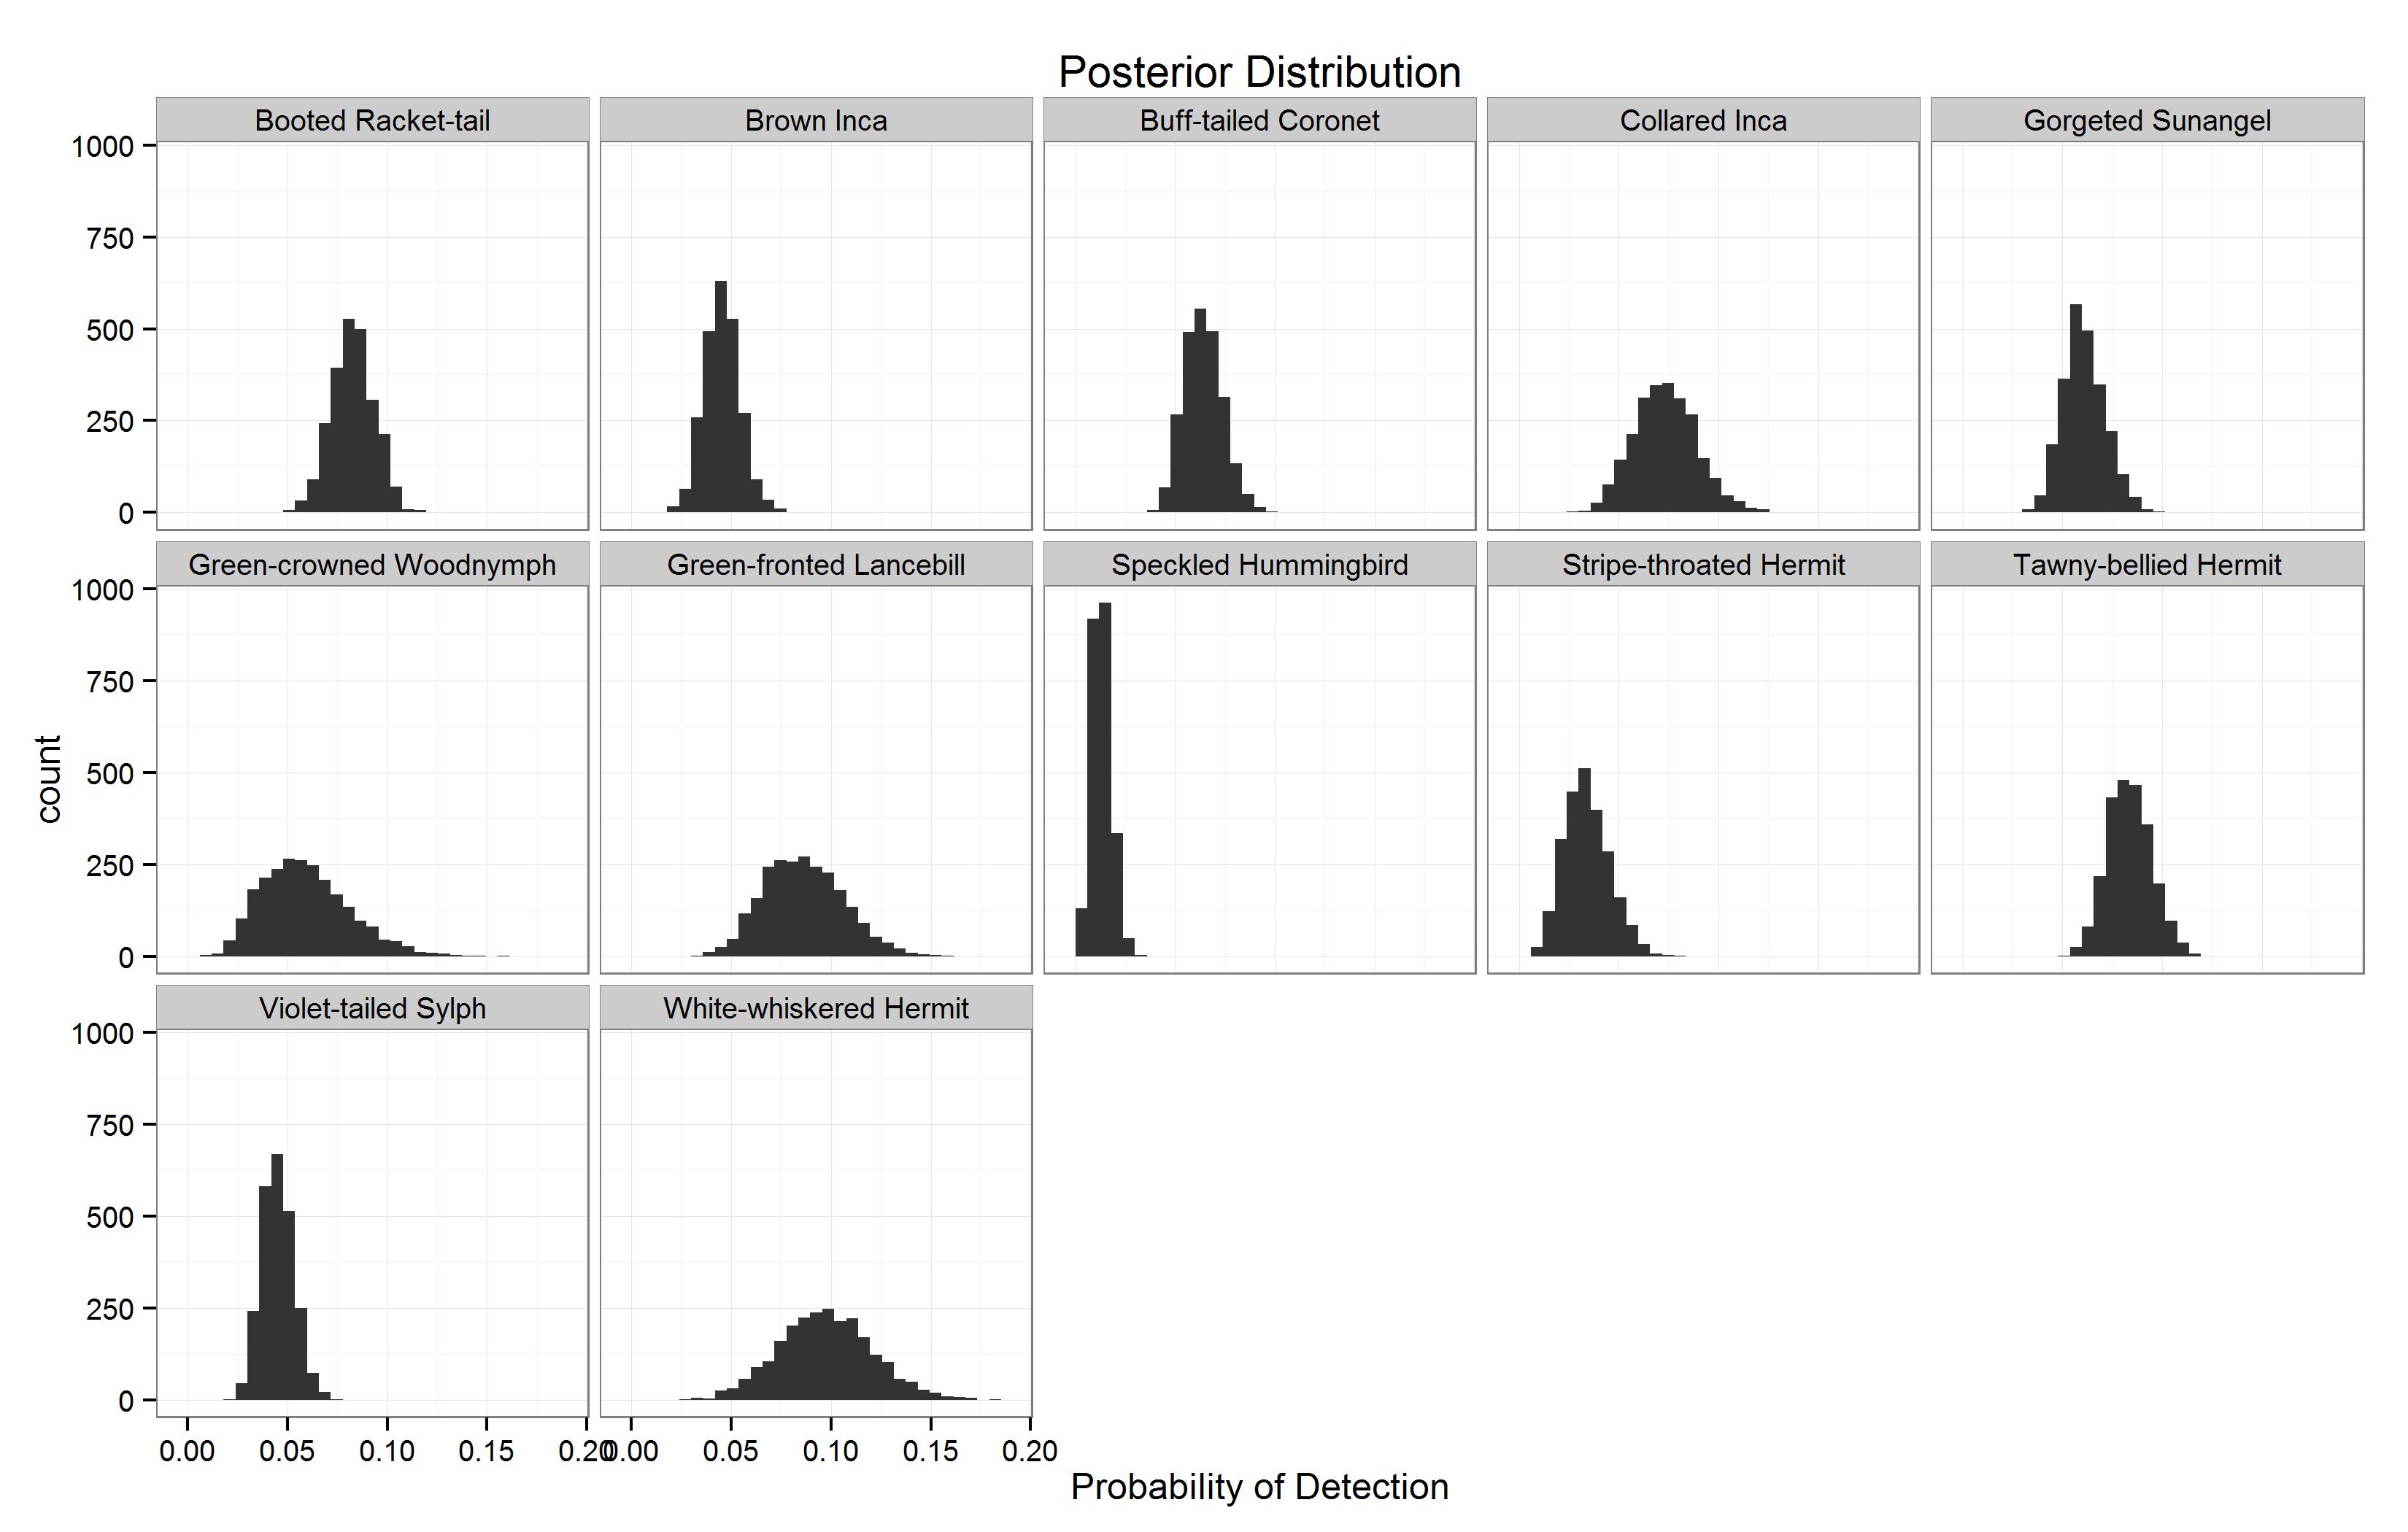 Posterior Distribution
Booted Racket-tail Brown Inca Buff-tailed Coronet Collared Inca Gorgeted Sunangel
1000
750
500
250
0
Green-crowned Woodnymph Green-fronted Lancebill Speckled Hummingbird Stripe-throated Hermit Tawny-bellied Hermit
1000
750
500
250
0
count
Violet-tailed Sylph White-whiskered Hermit
1000
750
500
250
0
0.00 0.05 0.10 0.15 0.20 0.00 0.05 0.10 0.15 0.20
Probability of Detection